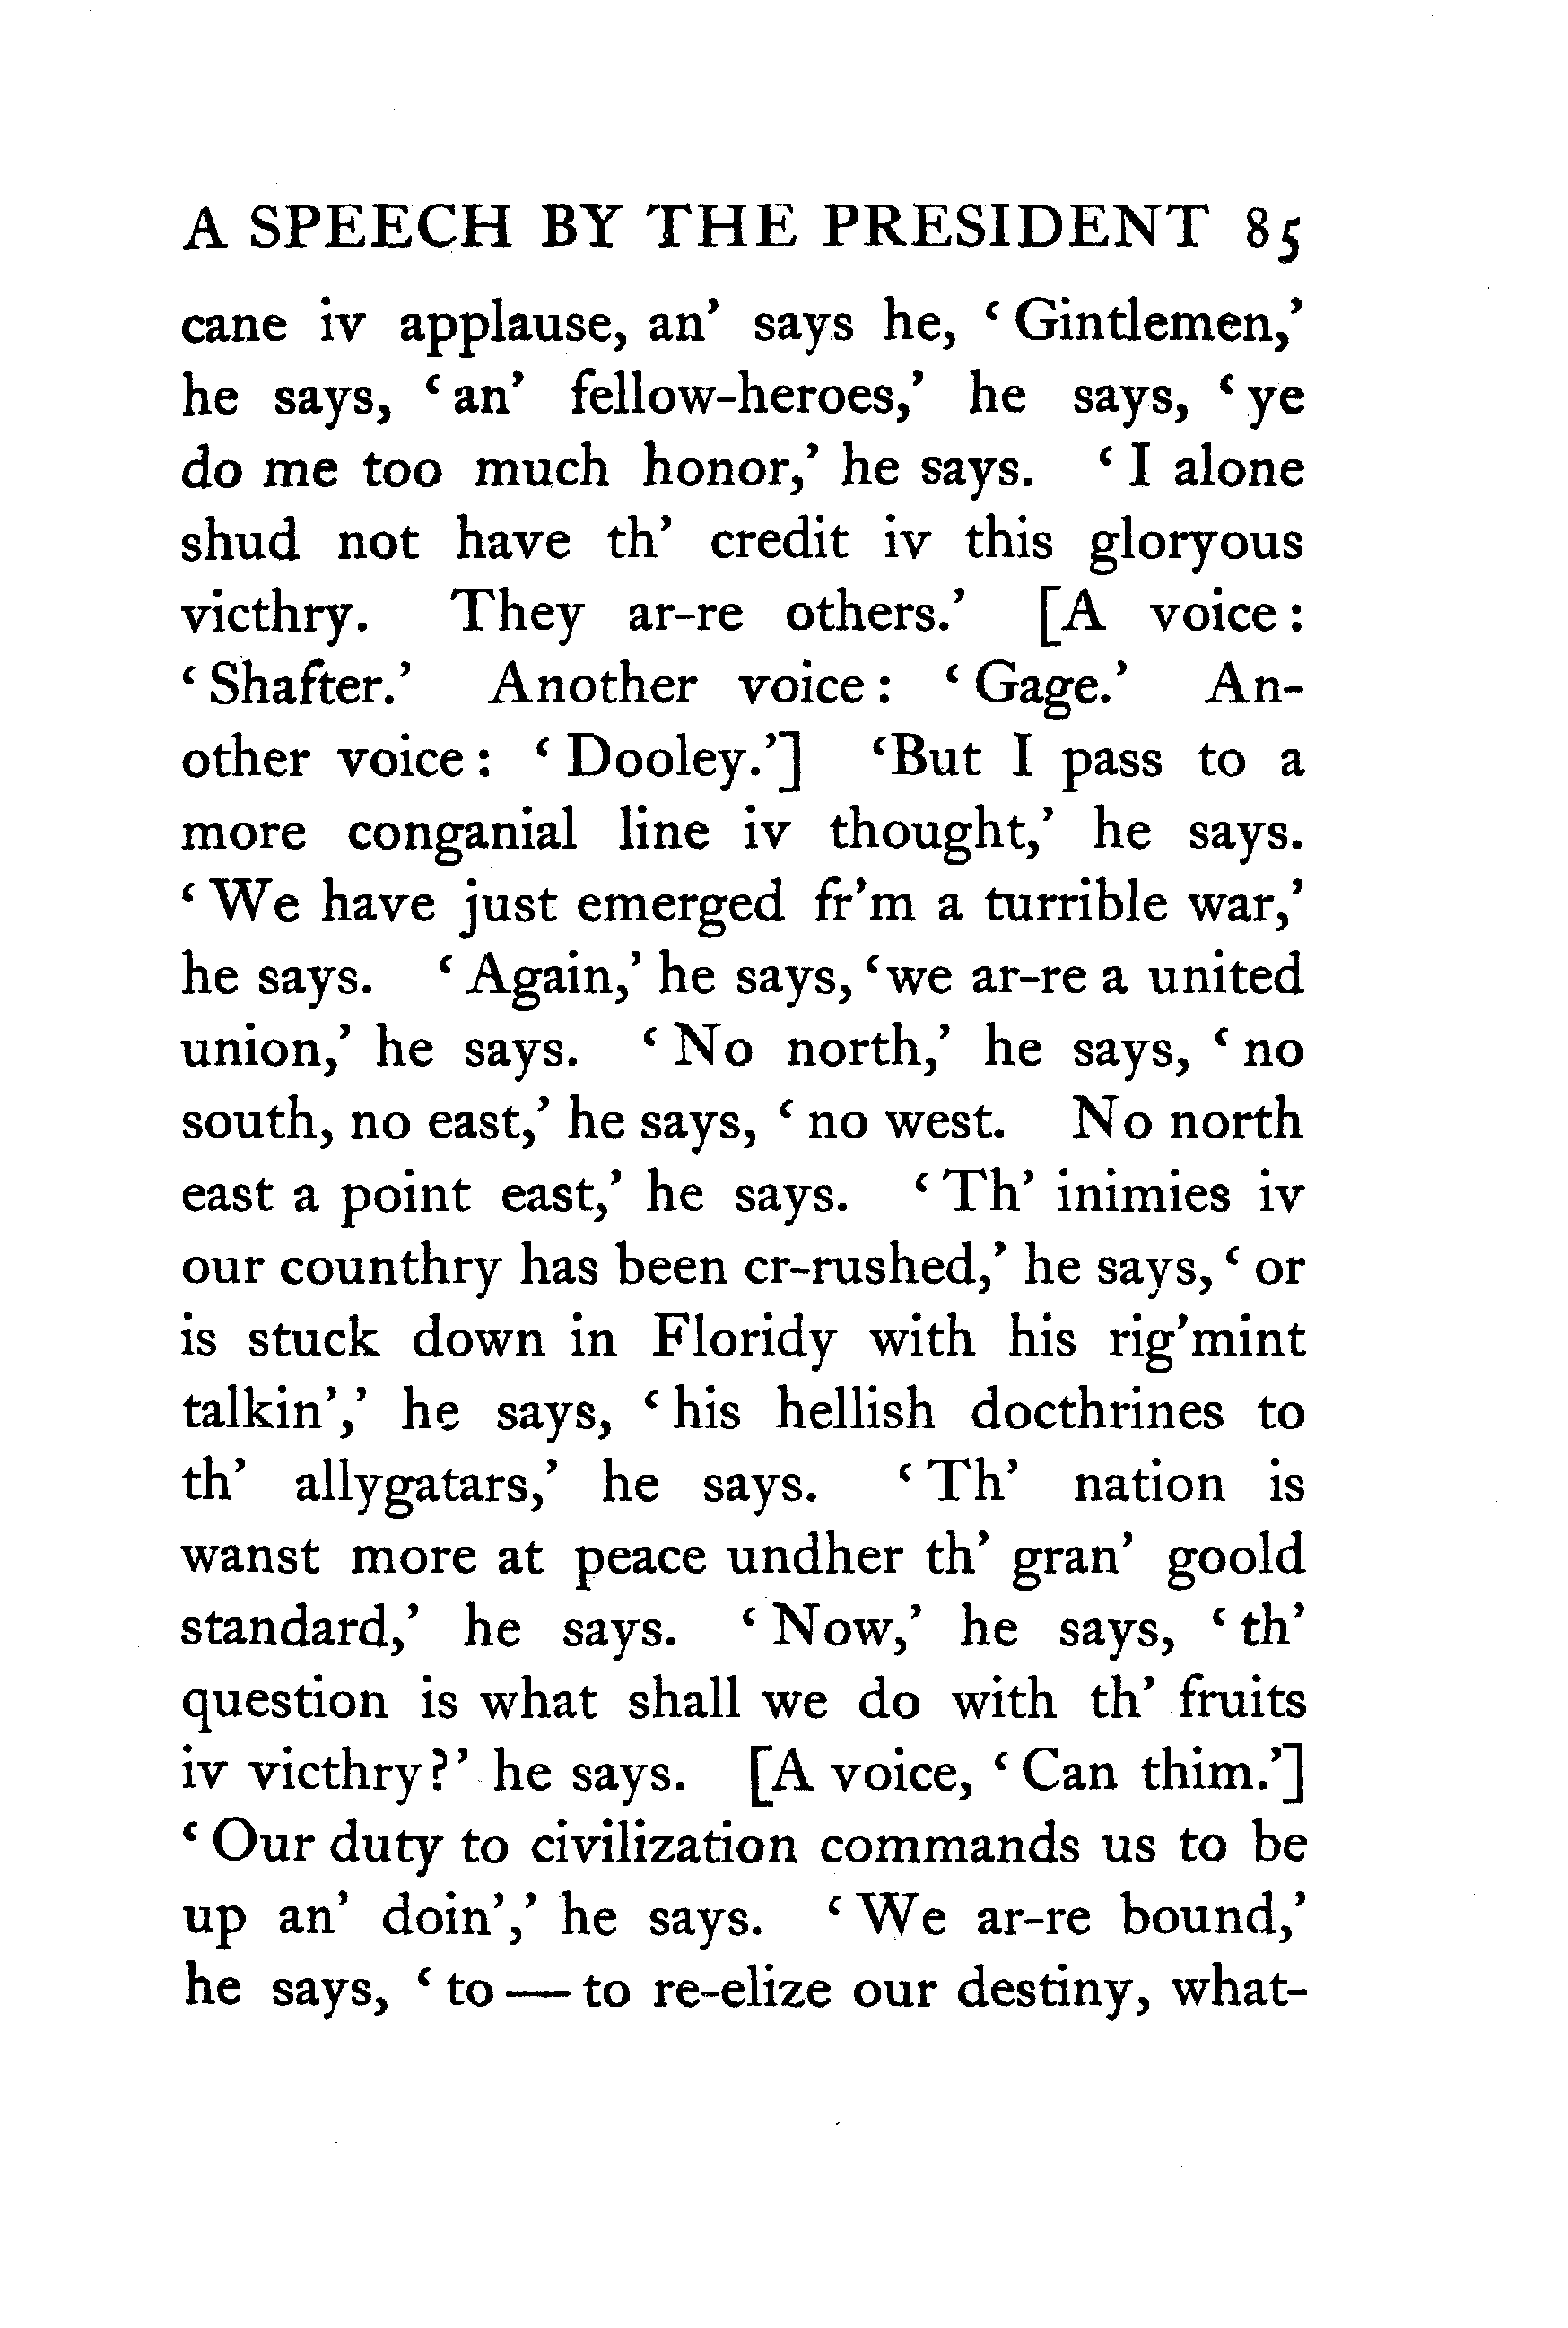 A SPEECH BY THE PRESIDENT 85
cane iv applause, an’ says he, ‘Gintlemen,’
he says, ‘an’ fellow-heroes,’ he says, ‘ye
do me too much honor,’ he says. ‘I alone
shud not have th’ credit iv this gloryous
victhry. They ar-re others.’ [A voice:
‘Shafter.’ Another voice: ‘Gage.’ An-
other voice: ‘Dooley.’] ‘But I pass to a
more conganial line iv thought,’ he says.
‘We have just emerged fr’m a turrible war,’
he says. ‘Again,’ he says, ‘we ar-re a united
union,’ he says. ‘No north,’ he says, ‘no
south, no east,’ he says, ‘no west. No north
east a point east,’ he says. ‘Th’ inimies iv
our counthry has been cr-rushed,’ he says, ‘or
is stuck down in Floridy with his rig’mint
talkin’,’ he says, ‘his hellish docthrines to
th’ allygatars,’ he says. ‘Th’ nation is
wanst more at peace undher th’ gran’ goold
standard,’ he says. ‘Now,’ he says, ‘th’
question is what shall we do with th’ fruits
iv victhry?’ he says. [A voice, ‘Can thim.’]
‘Our duty to civilization commands us to be
up an’ doin’,’ he says. ‘We ar-re bound,’
he says, ‘to—to re-elize our destiny, what-